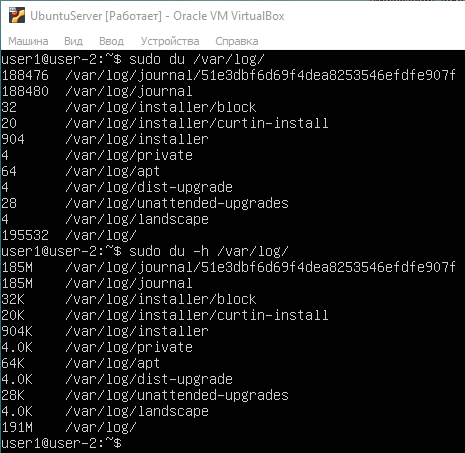 UbuntuServer [Работает] - Oracle VM VirtualBox
Машина Вид Ввод Устройства Справка
user1@user-2:~$ sudo du /var/log/
188476 /var/log/journal/51e3dbf6d69f4dea8253546efdfe907f
188480 /var/log/journal
32 /var/log/installer/block
20 /var/log/installer/curtin-install
904 /var/log/installer
4 /var/log/private
64 /var/log/apt
4 /var/log/dist-upgrade
28 /var/log/unattended-upgrades
4 /var/log/landscape
195532 /var/log/
user1@user-2:~$ sudo du -h /var/log/
185M /var/log/journal/51e3dbf6d69f4dea8253546efdfe907f
185M /var/log/journal
32K /var/log/installer/block
20K /var/log/installer/curtin-install
904K /var/log/installer
4.0K /var/log/private
64K /var/log/apt
4.0K /var/log/dist-upgrade
28K /var/log/unattended-upgrades
4.0K /var/log/landscape
191M /var/log/
user1@user-2:~$